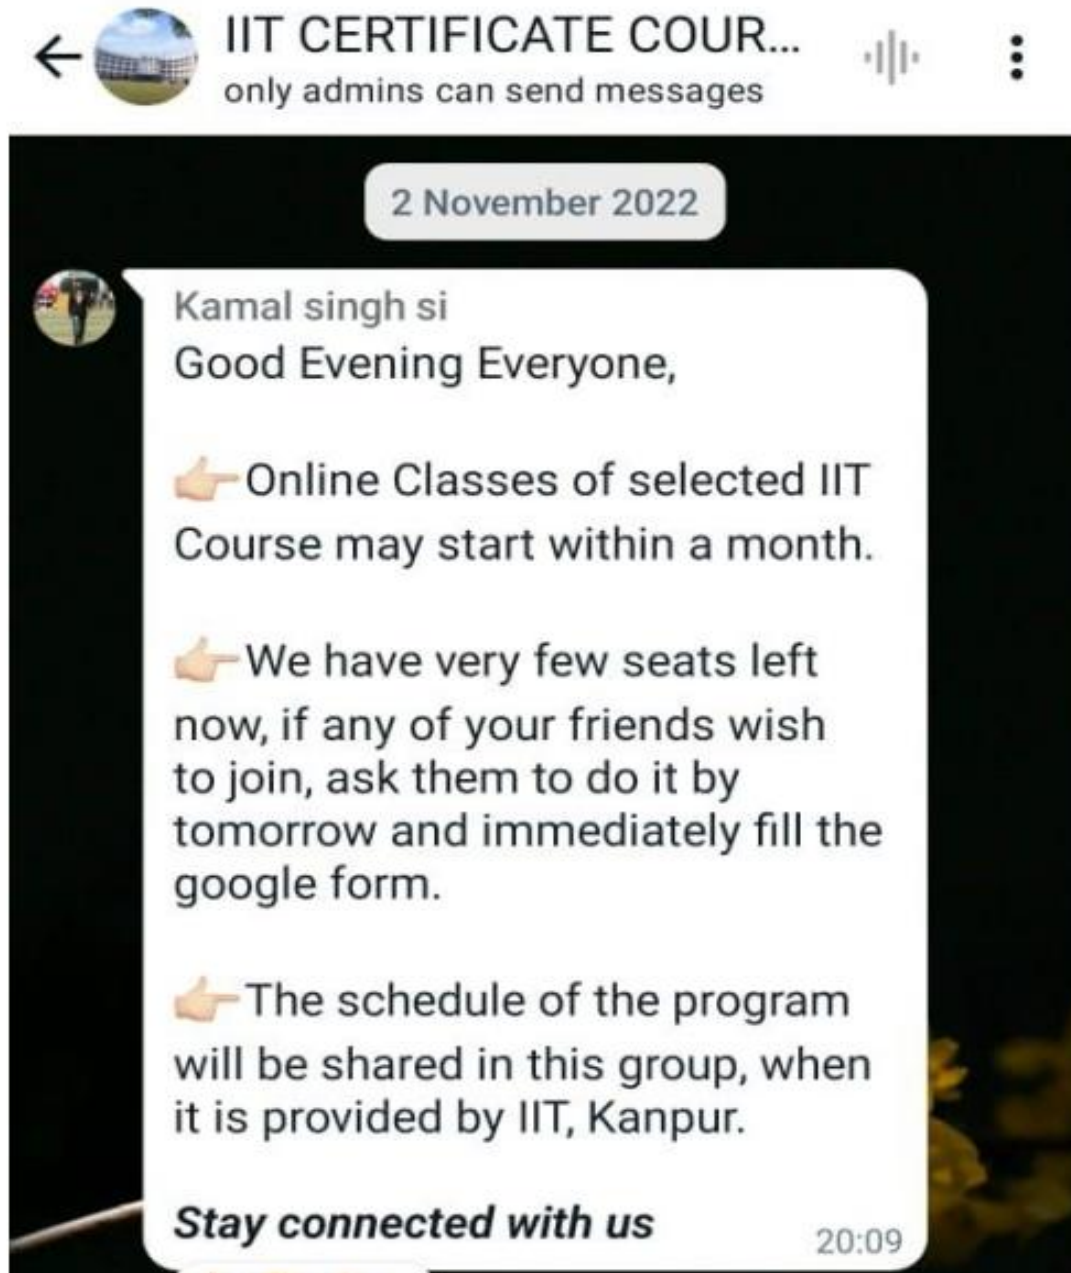 IIT CERTIFICATE COUR...
only admins can send messages
2 November 2022
Kamal singh si
Good Evening Everyone,
👉🏻Online Classes of selected IIT
Course may start within a month.
👉🏻We have very few seats left
now, if any of your friends wish
to join, ask them to do it by
tomorrow and immediately fill the
google form.
👉🏻The schedule of the program
will be shared in this group, when
it is provided by IIT, Kanpur.
Stay connected with us
20:09